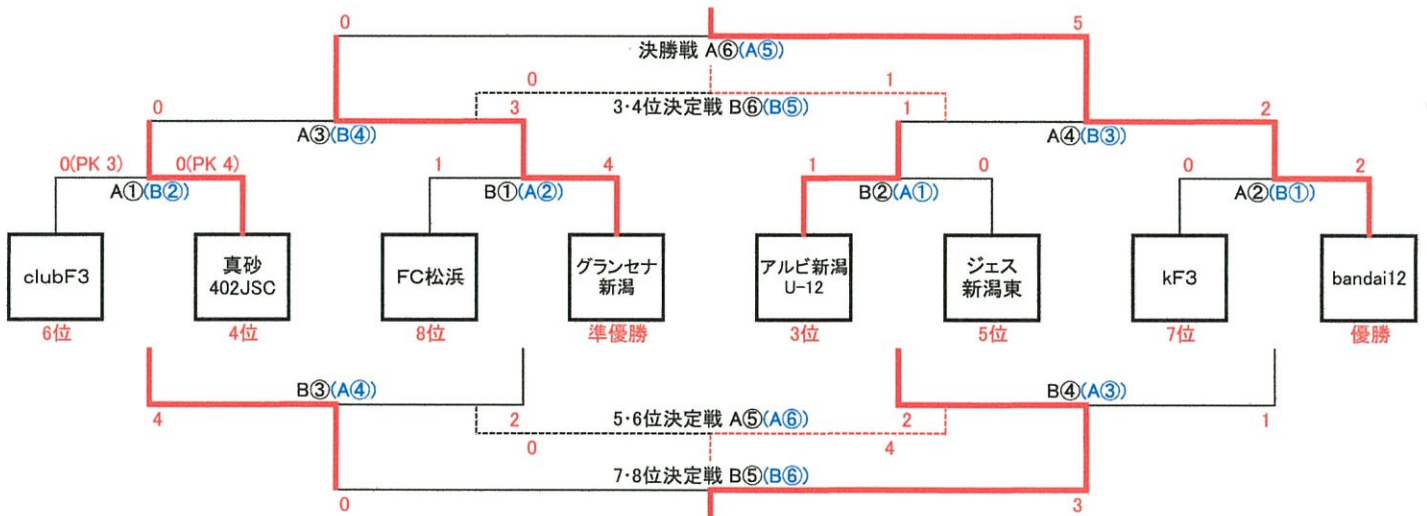 0
5
決勝戦 A⑥(A⑤)
0
1
3・4位決定戦 B⑥(B⑤)
0
3
1
2
A③(B④)
A④(B③)
0(PK 3)
0(PK 4)
1
4
1
0
0
2
A①(B②)
B①(A②)
B②(A①)
A②(B①)
clubF3
真砂
402JSC
FC松浜
グランセナ
新潟
アルビ新潟
U-12
ジェス
新潟東
kF3
bandai12
6位
4位
8位
準優勝
3位
5位
7位
優勝
B③(A④)
B④(A③)
4
2
2
1
5・6位決定戦 A⑤(A⑥)
0
4
7・8位決定戦 B⑤(B⑥)
0
3